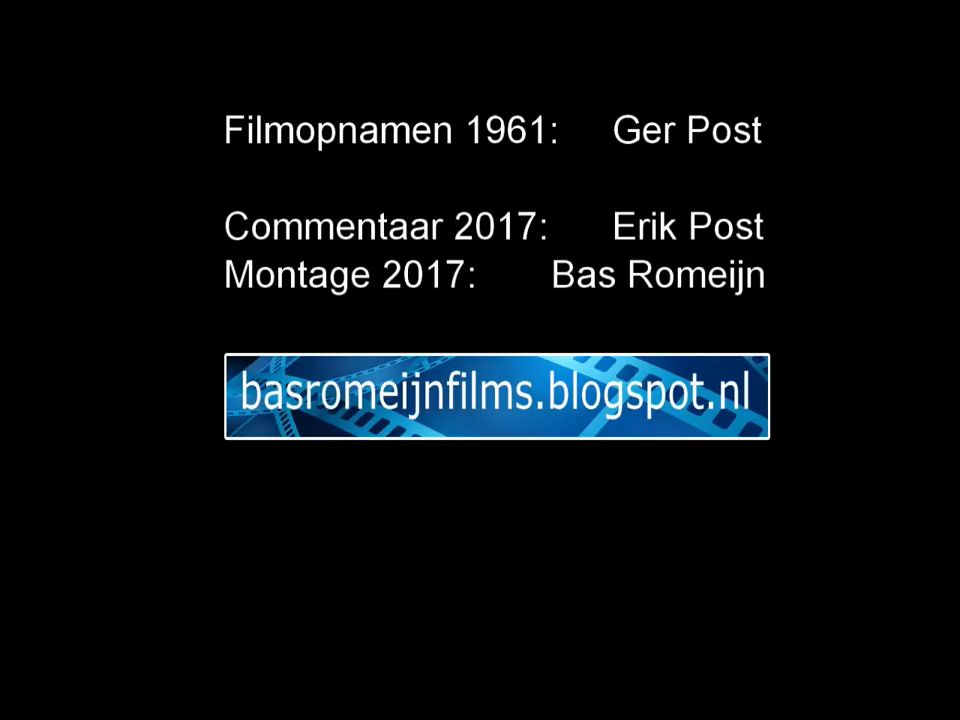 Filmopnamen 1961: Ger Post
Commentaar 2017: Erik Post
Montage 2017: Bas Romeijn
basromeijnfilms.blogspot.nl